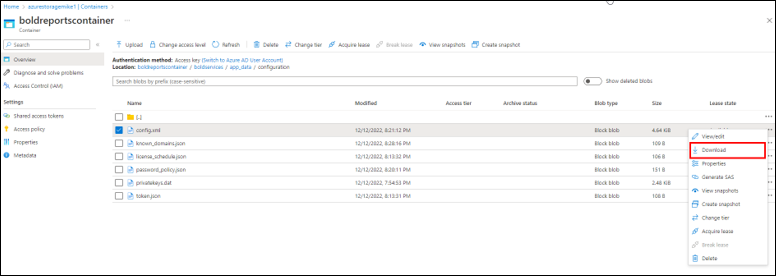 Home > azurestoragemike1 | Containers >
boldreportscontainer ...
Container
Search
Upload Change access level Refresh Delete Change tier Acquire lease Break lease View snapshots Create snapshot
Overview
Diagnose and solve problems
Access Control (IAM)
Settings
Shared access tokens
Access policy
Properties
Metadata
Authentication method: Access key (Switch to Azure AD User Account)
Location: boldreportscontainer / boldservices / app_data / configuration
Search blobs by prefix (case-sensitive)
Show deleted blobs
Name Modified Access tier Archive status Blob type Size Lease state
[..]
config.xml 12/12/2022, 8:21:12 PM Block blob 4.64 KiB
known_domains.json 12/12/2022, 8:28:16 PM Block blob 109 B
license_schedule.json 12/12/2022, 8:13:32 PM Block blob 106 B
password_policy.json 12/12/2022, 8:28:11 PM Block blob 151 B
privatekeys.dat 12/12/2022, 7:54:53 PM Block blob 2.48 KiB
token.json 12/12/2022, 8:13:31 PM Block blob 108 B
View/edit
Download
Properties
Generate SAS
View snapshots
Create snapshot
Change tier
Acquire lease
Break lease
Delete